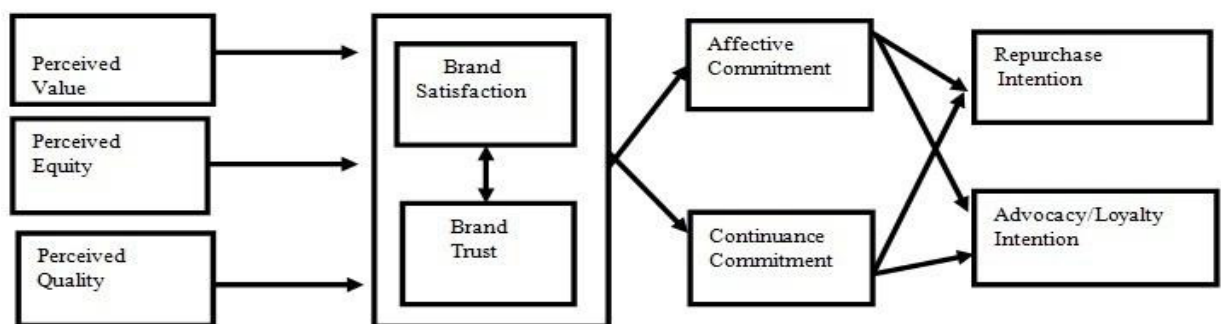 Perceived
Value
Perceived
Equity
Perceived
Quality
Brand
Satisfaction
Brand
Trust
Affective
Commitment
Continuance
Commitment
Repurchase
Intention
Advocacy/Loyalty
Intention